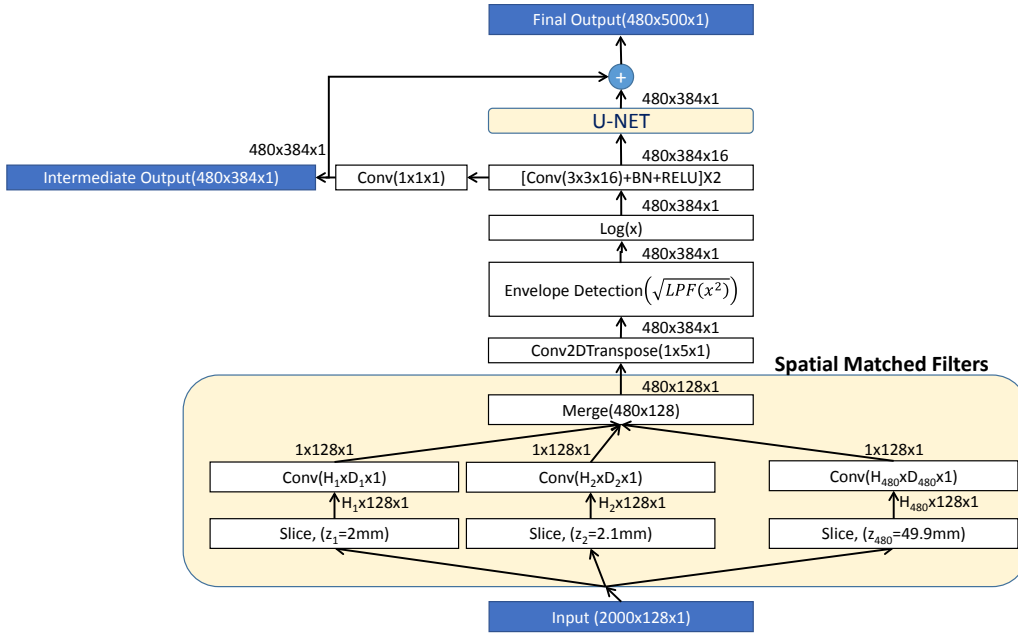 Final Output(480x500x1)
+
480x384x1
U-NET
480x384x1
480x384x16
Intermediate Output(480x384x1)
Conv(1x1x1)
[Conv(3x3x16)+BN+RELU]X2
480x384x1
Log(x)
480x384x1
Envelope Detection(√LPF(x²))
480x384x1
Conv2DTranspose(1x5x1)
Spatial Matched Filters
480x128x1
Merge(480x128)
1x128x1 1x128x1 1x128x1
Conv(H₁xD₁x1) Conv(H₂xD₂x1) Conv(H₄₈₀xD₄₈₀x1)
H₁x128x1 H₂x128x1 H₄₈₀x128x1
Slice, (z₁=2mm) Slice, (z₂=2.1mm) Slice, (z₄₈₀=49.9mm)
Input (2000x128x1)